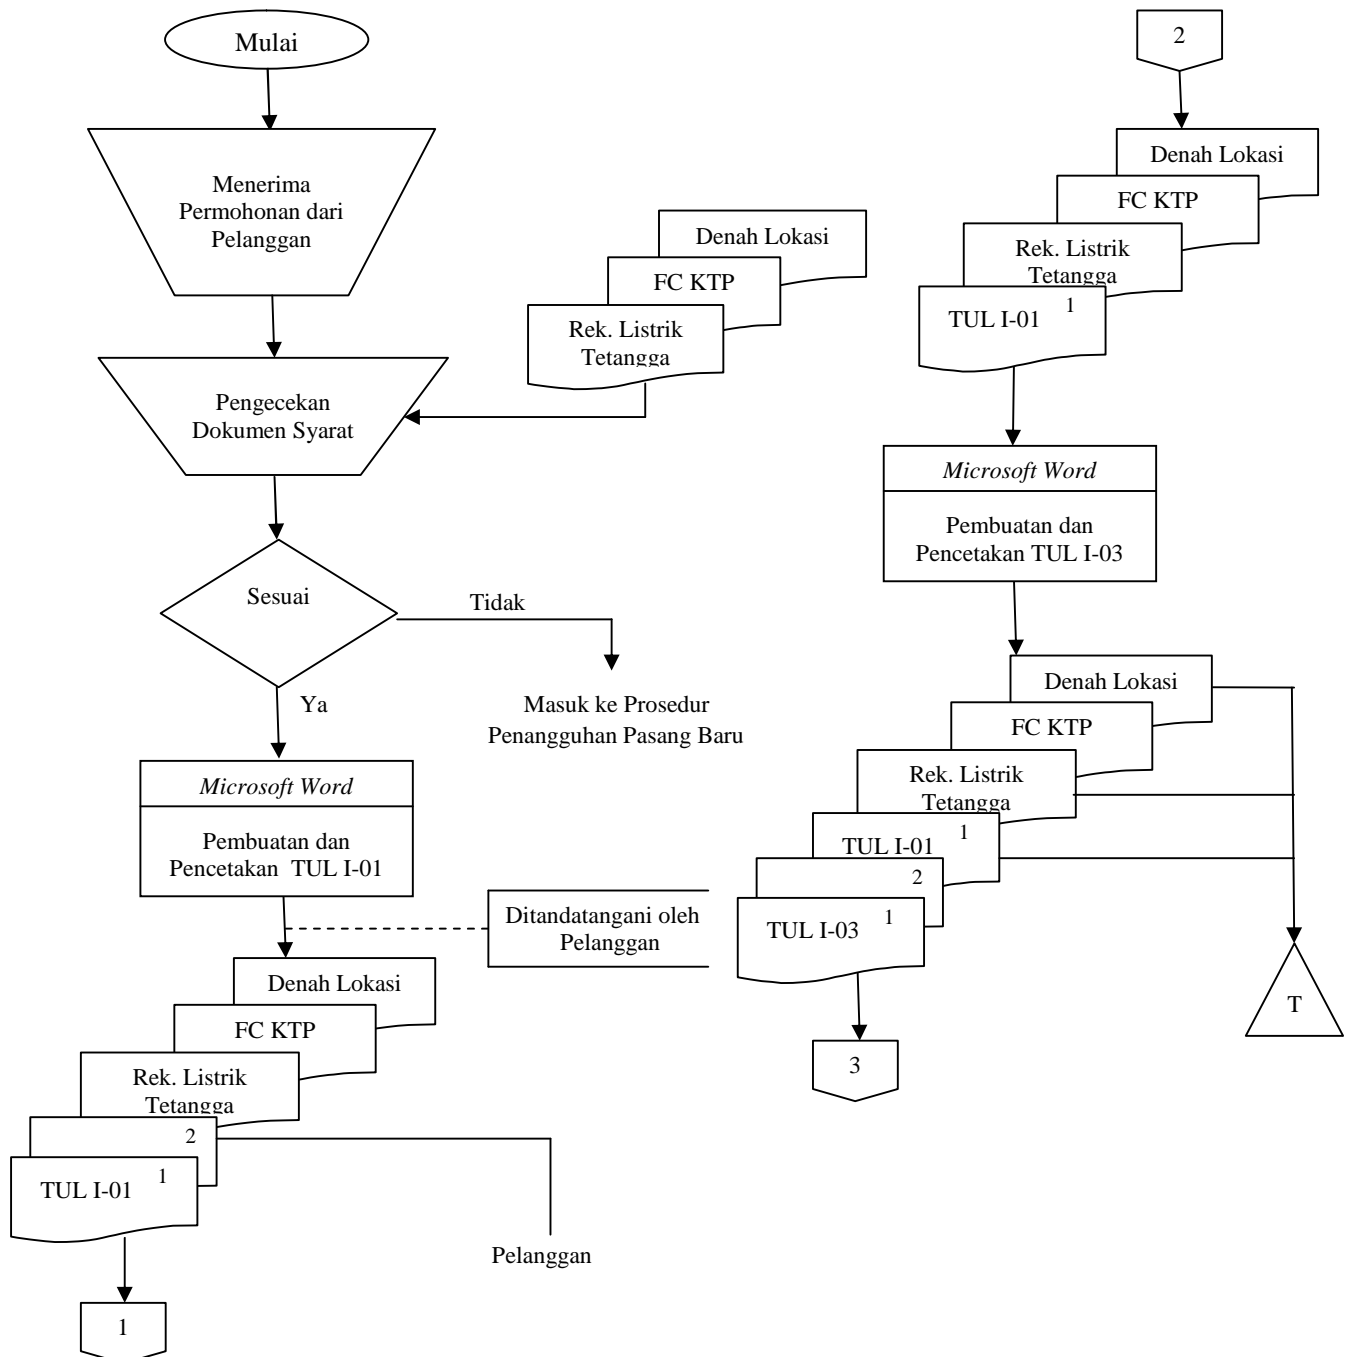 Mulai
Menerima
Permohonan dari
Pelanggan
Denah Lokasi
FC KTP
Rek. Listrik
Tetangga
Pengecekan
Dokumen Syarat
Sesuai
Tidak
Ya
Masuk ke Prosedur
Penangguhan Pasang Baru
Microsoft Word
Pembuatan dan
Pencetakan TUL I-01
Ditandatangani oleh
Pelanggan
Denah Lokasi
FC KTP
Rek. Listrik
Tetangga
2
TUL I-01 1
Pelanggan
1
2
Denah Lokasi
FC KTP
Rek. Listrik
Tetangga
TUL I-01 1
Microsoft Word
Pembuatan dan
Pencetakan TUL I-03
Denah Lokasi
FC KTP
Rek. Listrik
Tetangga
TUL I-01 1
2
TUL I-03 1
T
3